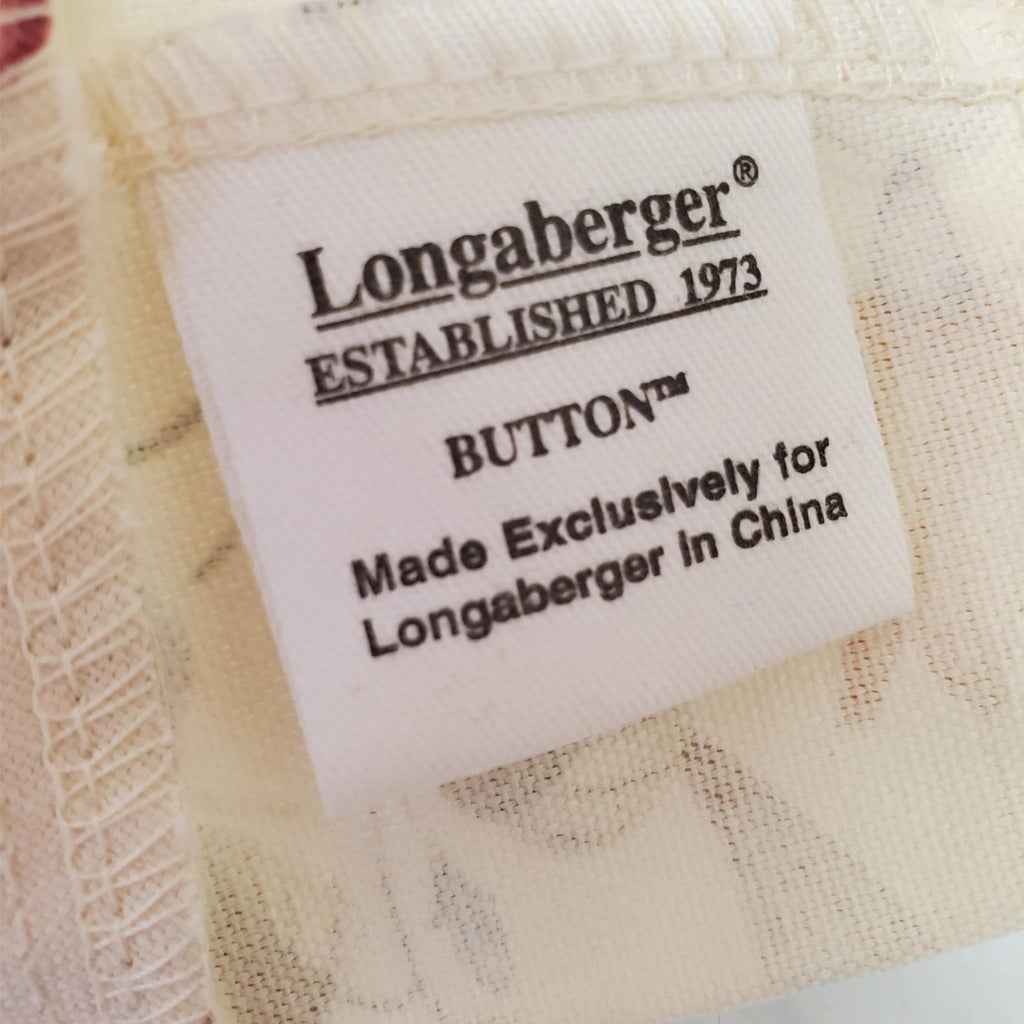 Longaberger®
ESTABLISHED 1973
BUTTON™
Made Exclusively for
Longaberger in China